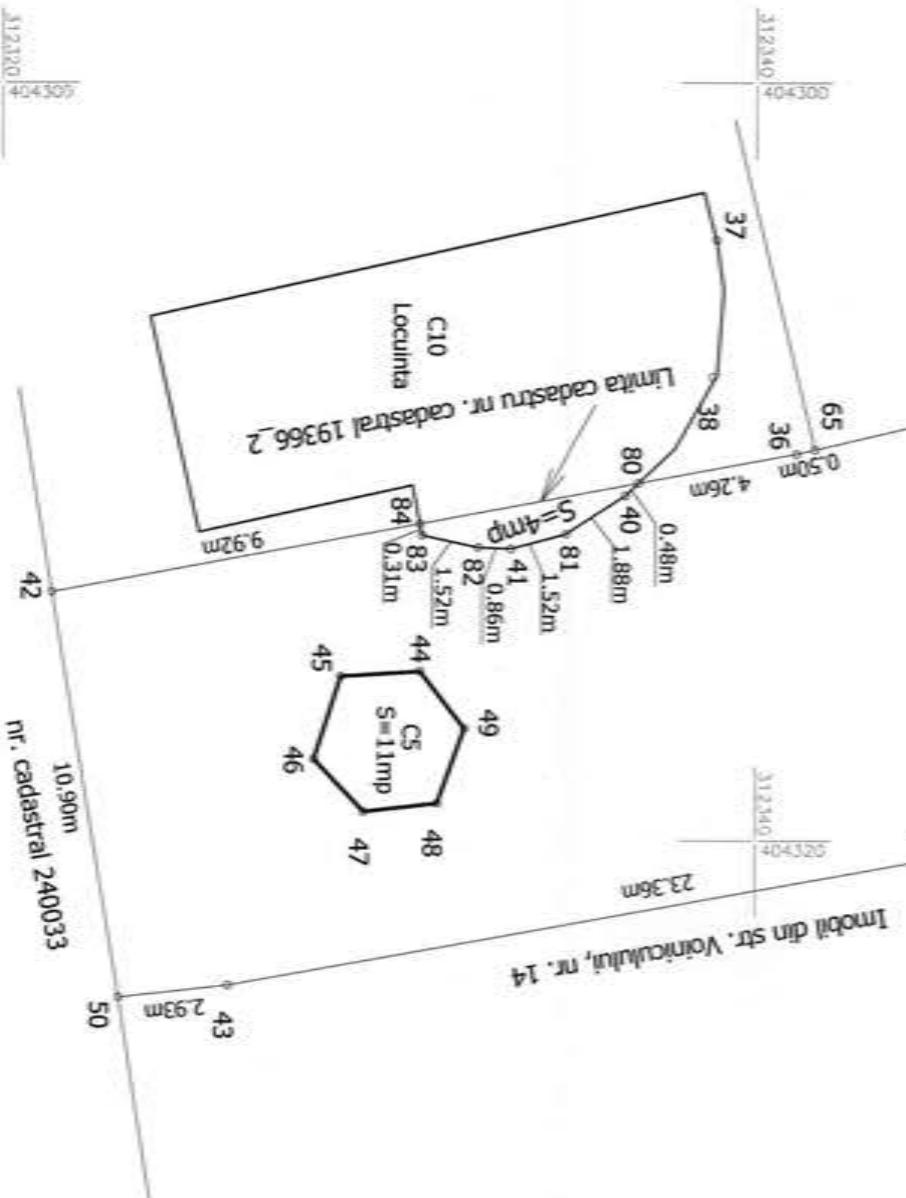 312320
404300
312340
404300
37
38
65
36
0.50m
4.26m
80
40
0.48m
1.88m
81
1.52m
41
0.86m
82
1.52m
83
0.31m
84
C10
Locuinta
Limita cadastru nr. cadastral 19366_2
S=4mp
9.92m
42
44
45
46
47
48
49
C5
S=11mp
10.90m
nr. cadastral 240033
50
2.93m
43
23.36m
Imobil din str. Voinicului, nr. 14
312340
404320